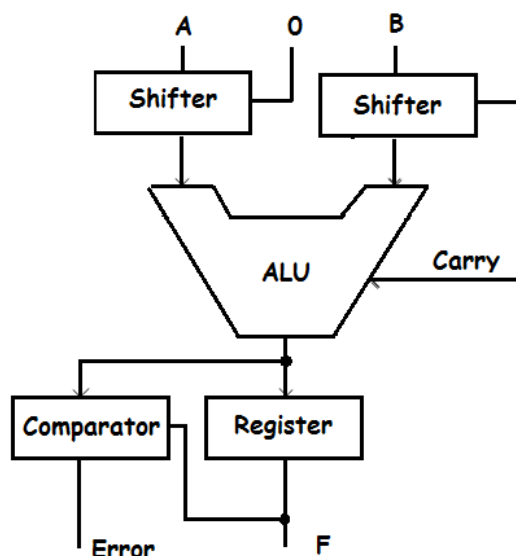 A 0 B
Shifter Shifter
ALU
Carry
Comparator Register
Error F